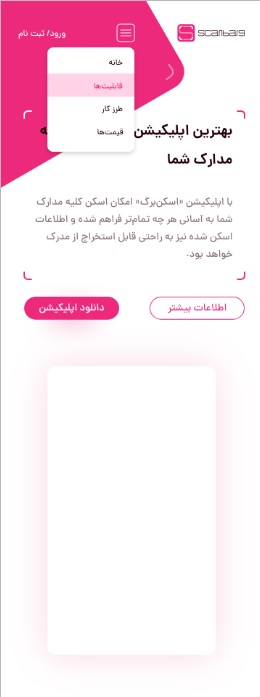 scanbarg
ورود/ ثبت نام
خانه
قابلیت‌ها
طرز کار
قیمت‌ها
بهترین اپلیکیشن
مدارک شما
با اپلیکیشن «اسکن‌برگ» امکان اسکن کلیه مدارک
شما به آسانی هر چه تمام‌تر فراهم شده و اطلاعات
اسکن شده نیز به راحتی قابل استخراج از مدرک
خواهد بود.
اطلاعات بیشتر
دانلود اپلیکیشن